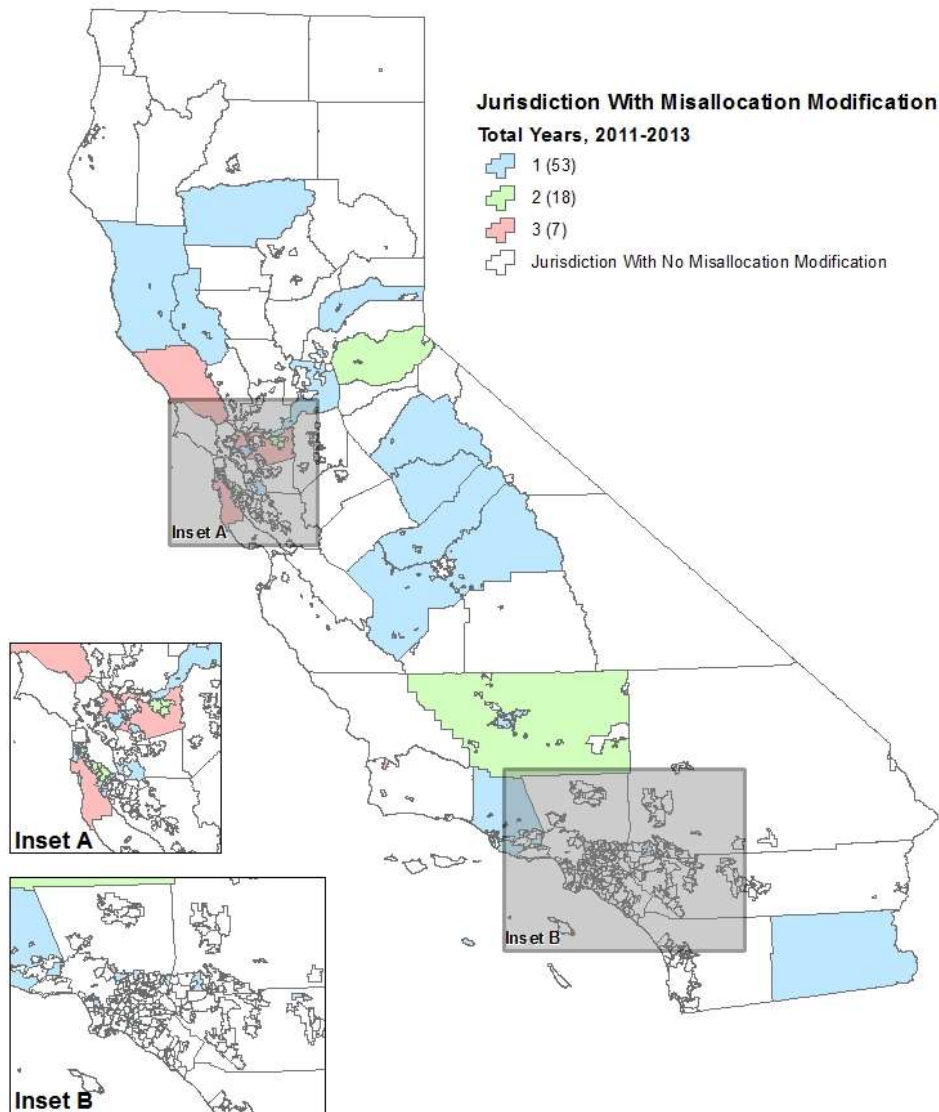 Jurisdiction With Misallocation Modification
Total Years, 2011-2013
1 (53)
2 (18)
3 (7)
Jurisdiction With No Misallocation Modification
Inset A
Inset A
Inset B
Inset B